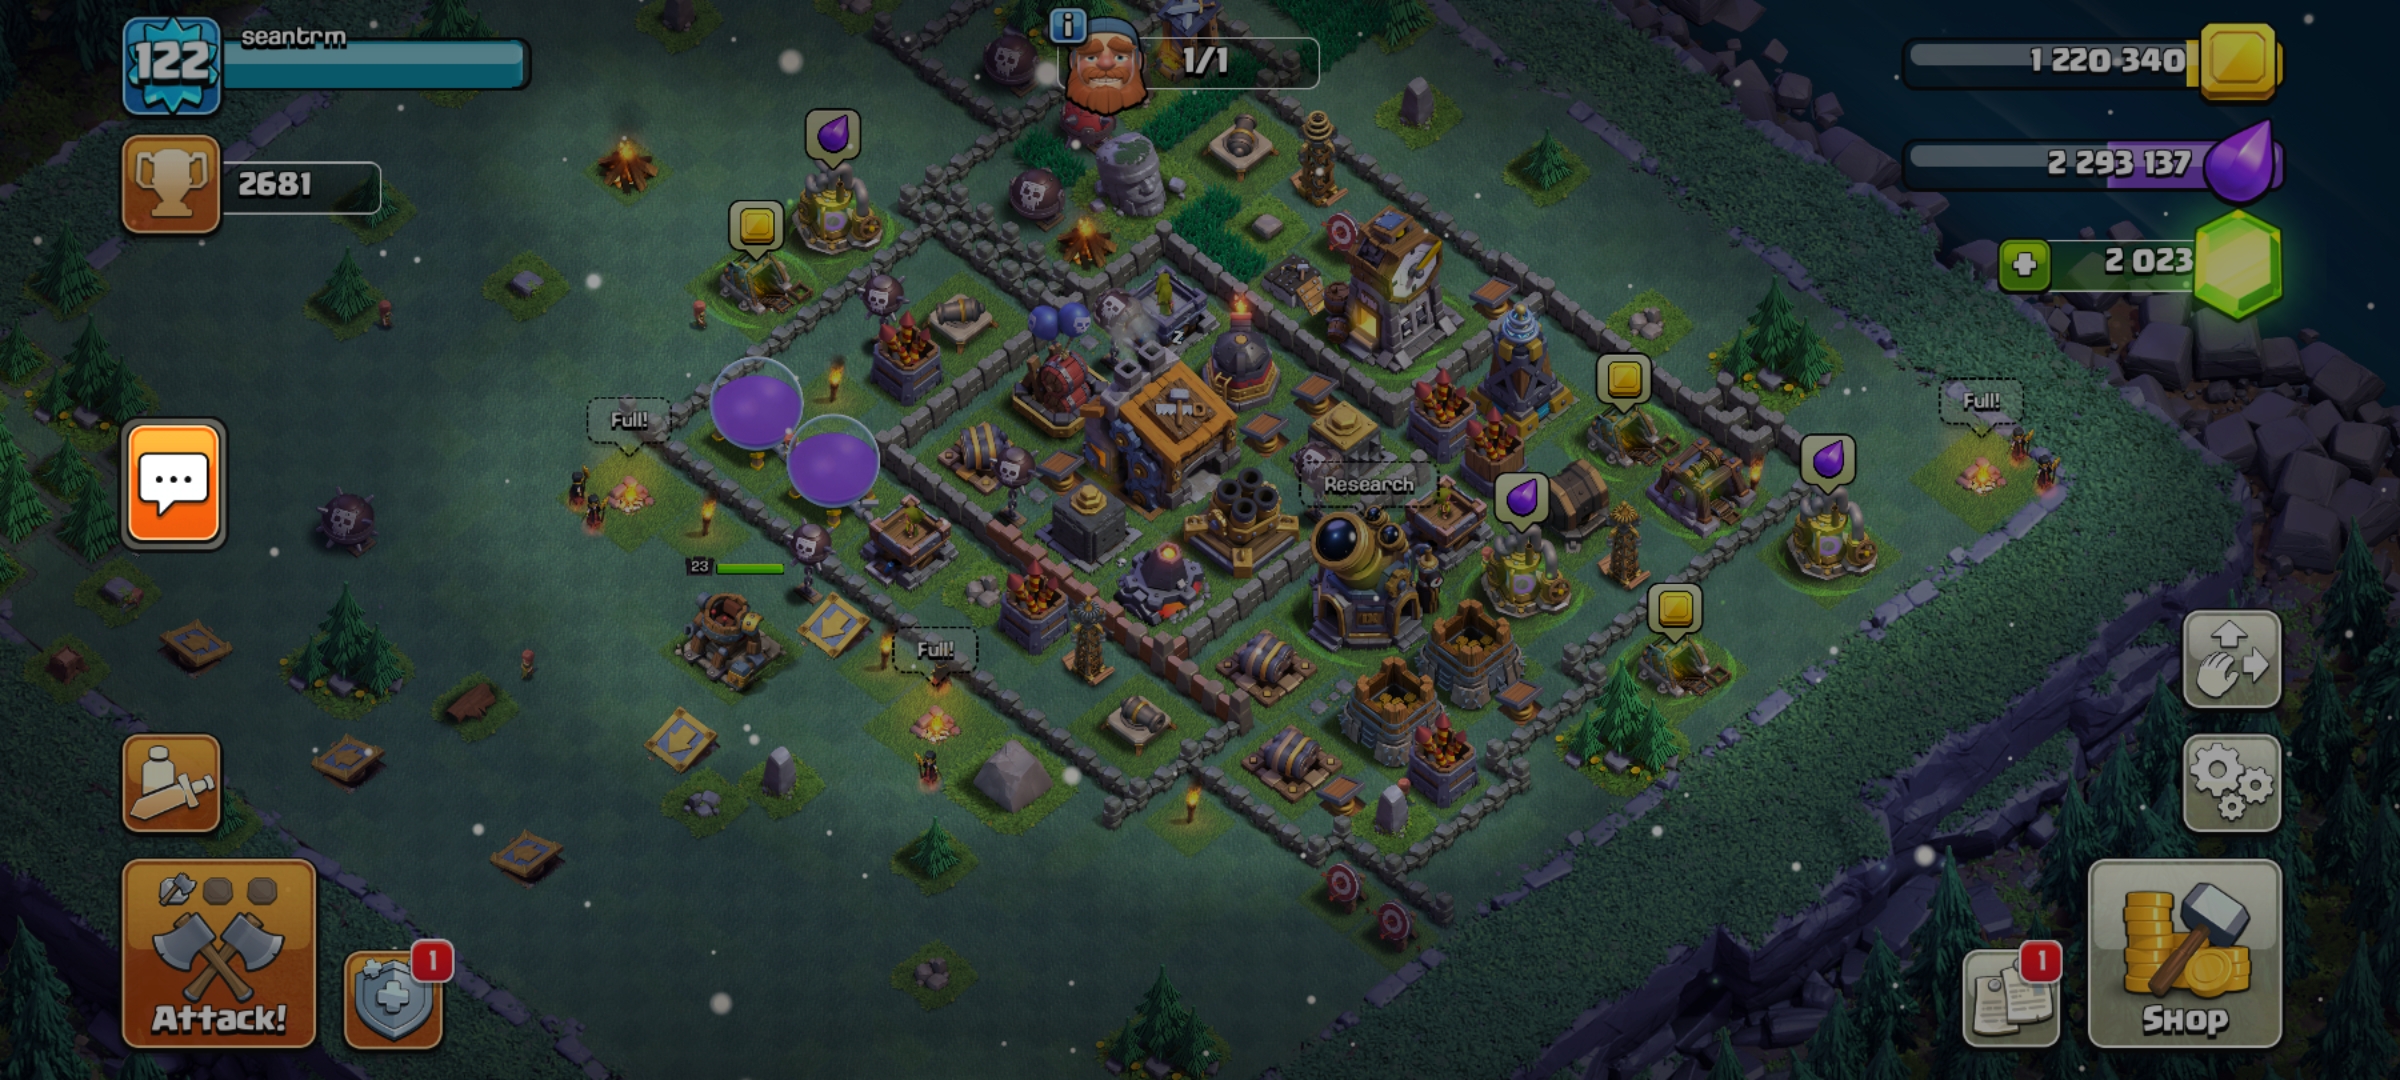 122
seantrm
1/1
1 220 340
2681
2 293 137
2 023
Full!
Full!
Research
23
Full!
Attack!
1
1
Shop